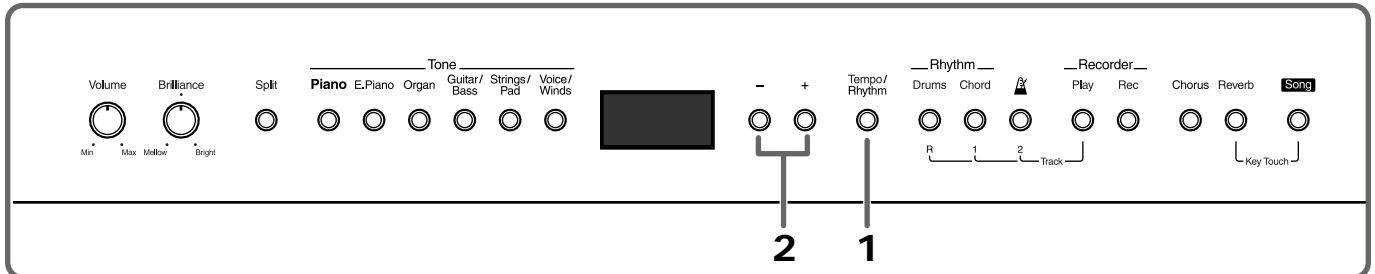 Tone
Rhythm
Recorder
Volume
Brilliance
Split
Piano
E.Piano
Organ
Guitar/
Bass
Strings/
Pad
Voice/
Winds
–
+
Tempo/
Rhythm
Drums
Chord
Play
Rec
Chorus
Reverb
Song
Min
Max
Mellow
Bright
R
1
2
Track
Key Touch
2
1